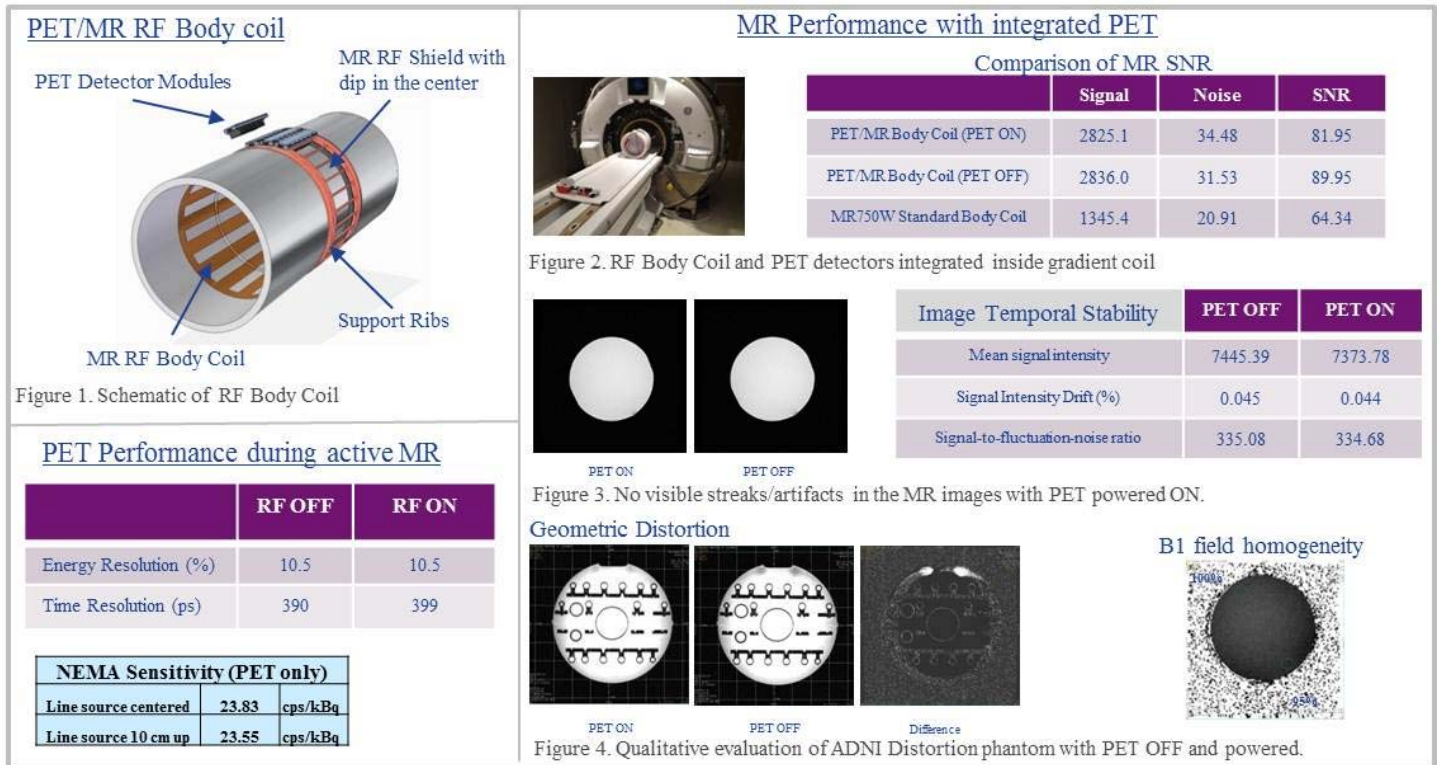 PET/MR RF Body coil
PET Detector Modules
MR RF Shield with
dip in the center
Support Ribs
MR RF Body Coil
Figure 1. Schematic of RF Body Coil
PET Performance during active MR
RF OFF RF ON
Energy Resolution (%) 10.5 10.5
Time Resolution (ps) 390 399
NEMA Sensitivity (PET only)
Line source centered 23.83 cps/kBq
Line source 10 cm up 23.55 cps/kBq
MR Performance with integrated PET
Comparison of MR SNR
Signal Noise SNR
PET/MR Body Coil (PET ON) 2825.1 34.48 81.95
PET/MR Body Coil (PET OFF) 2836.0 31.53 89.95
MR750W Standard Body Coil 1345.4 20.91 64.34
Figure 2. RF Body Coil and PET detectors integrated inside gradient coil
Image Temporal Stability PET OFF PET ON
Mean signal intensity 7445.39 7373.78
Signal Intensity Drift (%) 0.045 0.044
Signal-to-fluctuation-noise ratio 335.08 334.68
PET ON PET OFF
Figure 3. No visible streaks/artifacts in the MR images with PET powered ON.
Geometric Distortion
B1 field homogeneity
100%
95%
PET ON PET OFF Difference
Figure 4. Qualitative evaluation of ADNI Distortion phantom with PET OFF and powered.